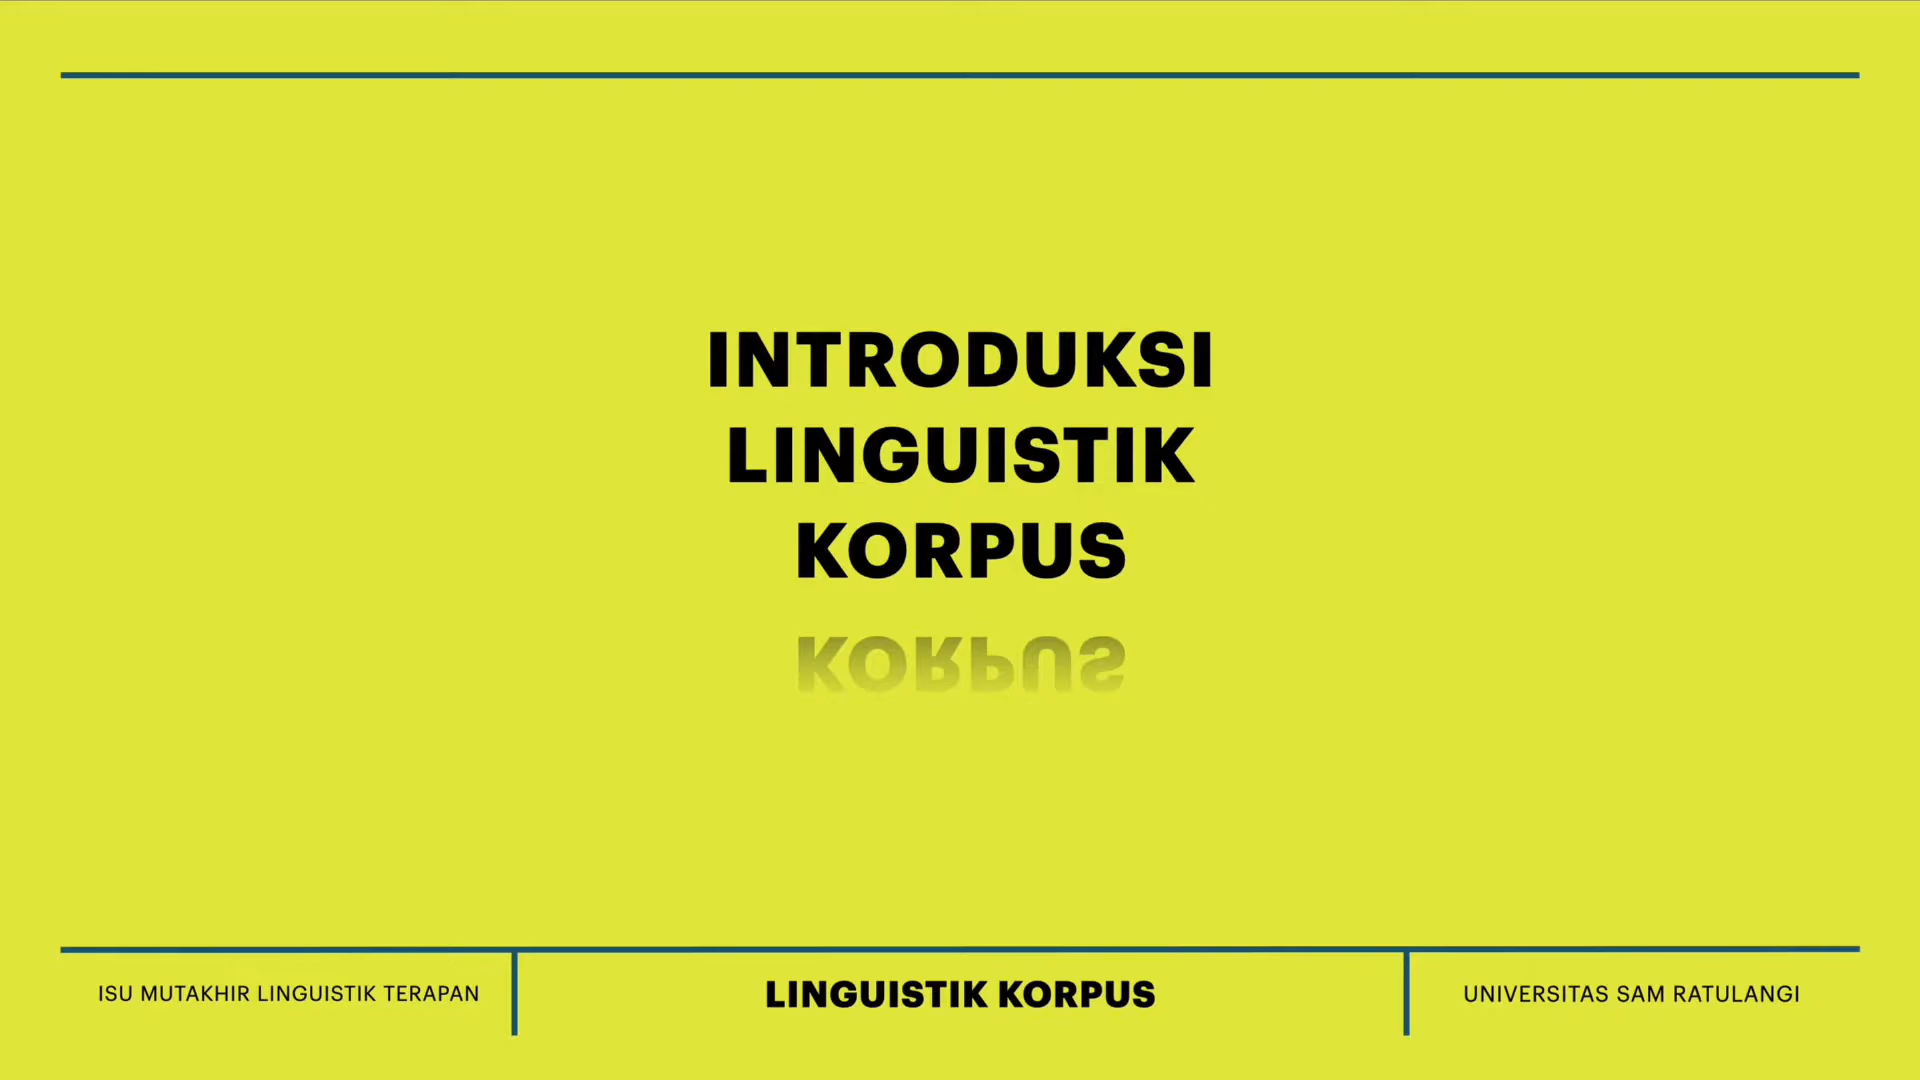 INTRODUKSI
LINGUISTIK
KORPUS
ISU MUTAKHIR LINGUISTIK TERAPAN
LINGUISTIK KORPUS
UNIVERSITAS SAM RATULANGI